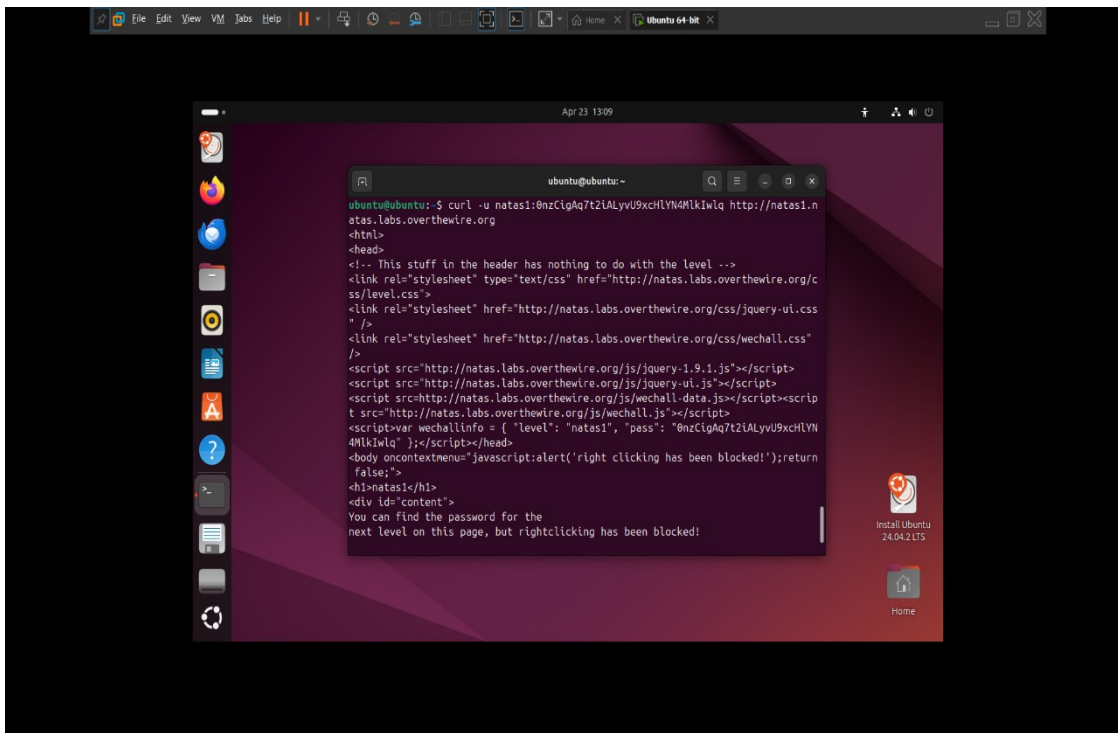 File Edit View VM Tabs Help Home Ubuntu 64-bit
Apr 23 13:09
ubuntu@ubuntu: ~
ubuntu@ubuntu:~$ curl -u natas1:0nzCigAq7t2iALyvU9xcHlYN4MlkIwlq http://natas1.n
atas.labs.overthewire.org
<html>
<head>
<!-- This stuff in the header has nothing to do with the level -->
<link rel="stylesheet" type="text/css" href="http://natas.labs.overthewire.org/c
ss/level.css">
<link rel="stylesheet" href="http://natas.labs.overthewire.org/css/jquery-ui.css
" />
<link rel="stylesheet" href="http://natas.labs.overthewire.org/css/wechall.css"
/>
<script src="http://natas.labs.overthewire.org/js/jquery-1.9.1.js"></script>
<script src="http://natas.labs.overthewire.org/js/jquery-ui.js"></script>
<script src=http://natas.labs.overthewire.org/js/wechall-data.js></script><scrip
t src="http://natas.labs.overthewire.org/js/wechall.js"></script>
<script>var wechallinfo = { "level": "natas1", "pass": "0nzCigAq7t2iALyvU9xcHlYN
4MlkIwlq" };</script></head>
<body oncontextmenu="javascript:alert('right clicking has been blocked!');return
 false;">
<h1>natas1</h1>
<div id="content">
You can find the password for the
next level on this page, but rightclicking has been blocked!
Install Ubuntu
24.04.2 LTS
Home